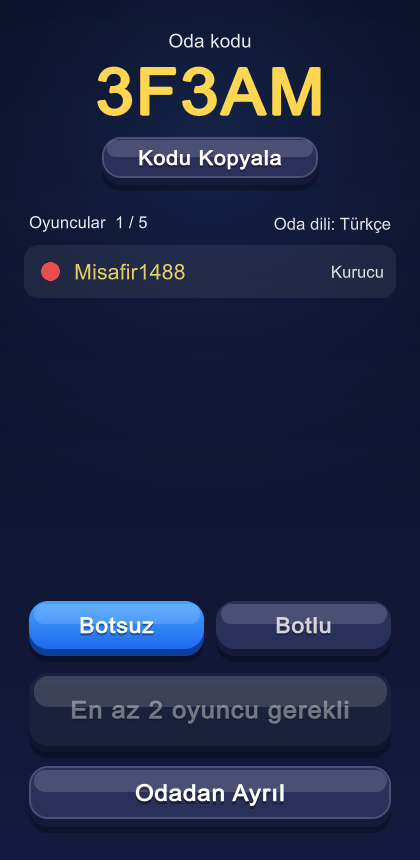 Oda kodu
3F3AM
Kodu Kopyala
Oyuncular 1 / 5
Oda dili: Türkçe
Misafir1488
Kurucu
Botsuz
Botlu
En az 2 oyuncu gerekli
Odadan Ayrıl